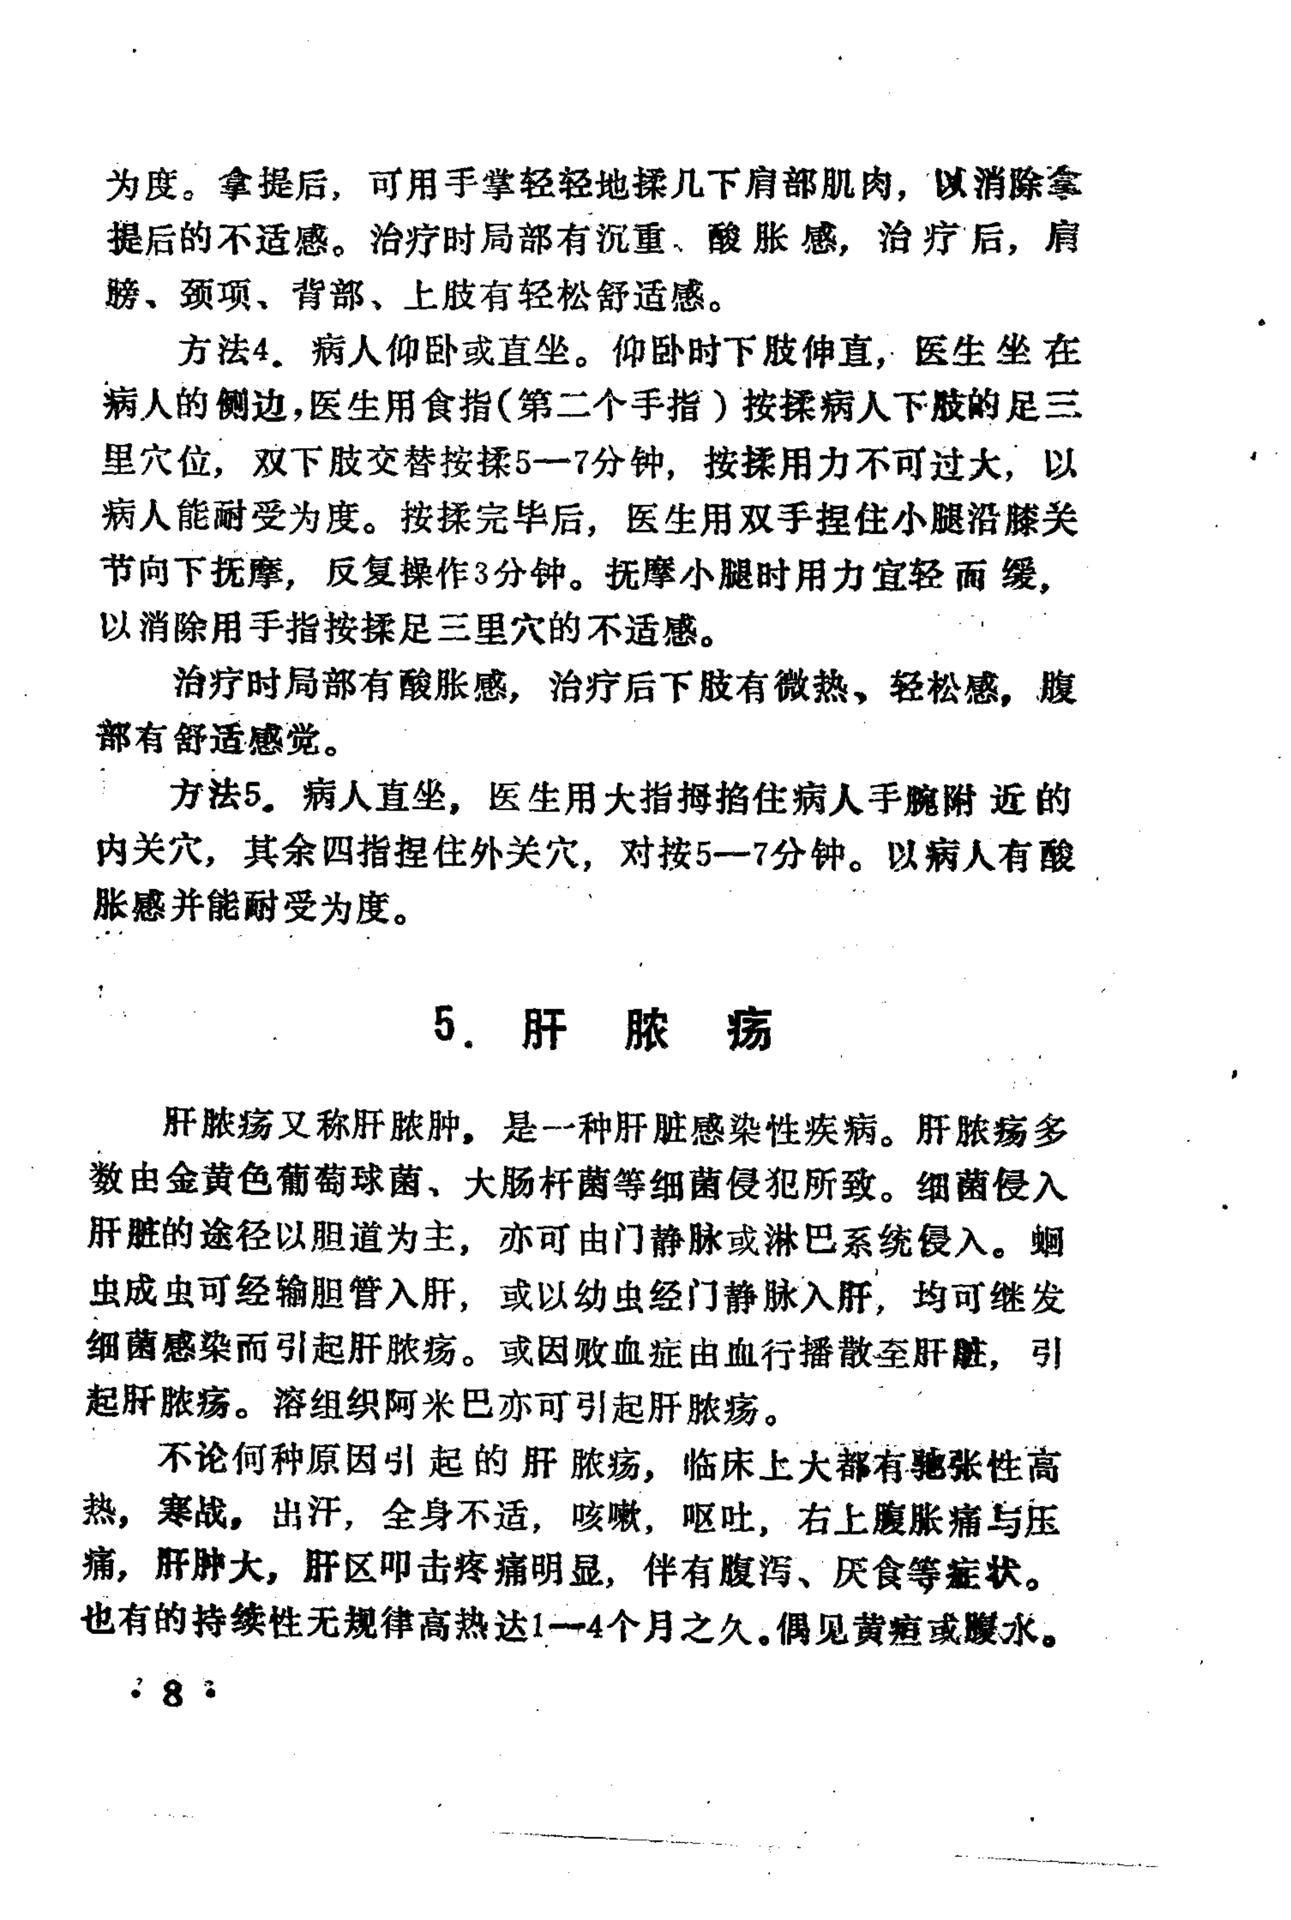 为度。拿提后，可用手掌轻轻地揉几下肩部肌肉，以消除拿
提后的不适感。治疗时局部有沉重、酸胀感，治疗后，肩
膀、颈项、背部、上肢有轻松舒适感。
方法4．病人仰卧或直坐。仰卧时下肢伸直，医生坐在
病人的侧边，医生用食指(第二个手指)按揉病人下肢的足三
里穴位，双下肢交替按揉5—7分钟，按揉用力不可过大，以
病人能耐受为度。按揉完毕后，医生用双手捏住小腿沿膝关
节向下抚摩，反复操作3分钟。抚摩小腿时用力宜轻而缓，
以消除用手指按揉足三里穴的不适感。
治疗时局部有酸胀感，治疗后下肢有微热、轻松感，腹
部有舒适感觉。
方法5．病人直坐，医生用大指拇掐住病人手腕附近的
内关穴，其余四指捏住外关穴，对按5—7分钟。以病人有酸
胀感并能耐受为度。
5．肝脓疡
肝脓疡又称肝脓肿，是一种肝脏感染性疾病。肝脓疡多
数由金黄色葡萄球菌、大肠杆菌等细菌侵犯所致。细菌侵入
肝脏的途径以胆道为主，亦可由门静脉或淋巴系统侵入。蛔
虫成虫可经输胆管入肝，或以幼虫经门静脉入肝，均可继发
细菌感染而引起肝脓疡。或因败血症由血行播散至肝脏，引
起肝脓疡。溶组织阿米巴亦可引起肝脓疡。
不论何种原因引起的肝脓疡，临床上大都有驰张性高
热，寒战，出汗，全身不适，咳嗽，呕吐，右上腹胀痛与压
痛，肝肿大，肝区叩击疼痛明显，伴有腹泻、厌食等症状。
也有的持续性无规律高热达1—4个月之久。偶见黄疸或腹水。
·8·